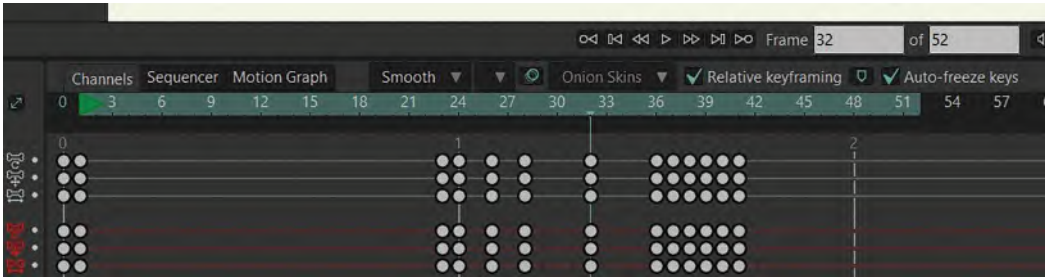 Frame 32 of 52
Channels Sequencer Motion Graph Smooth Onion Skins Relative keyframing Auto-freeze keys
0 3 6 9 12 15 18 21 24 27 30 33 36 39 42 45 48 51 54 57
0 1 2